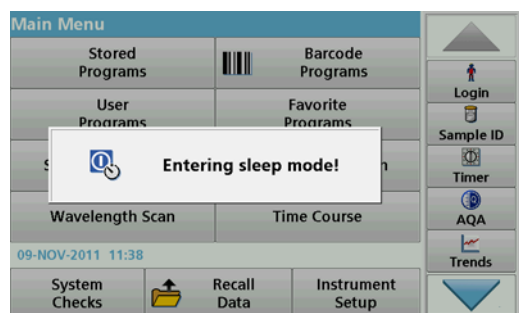 Main Menu
Stored
Programs
Barcode
Programs
User
Programs
Favorite
Programs
Entering sleep mode!
Wavelength Scan
Time Course
09-NOV-2011 11:38
System
Checks
Recall
Data
Instrument
Setup
Login
Sample ID
Timer
AQA
Trends